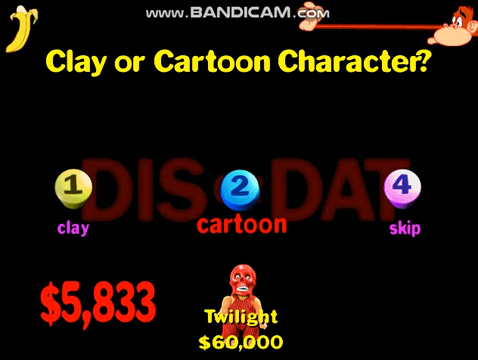 www.BANDICAM.com
Clay or Cartoon Character?
DIS OR DAT
1
2
4
clay
cartoon
skip
$5,833
Twilight
$60,000